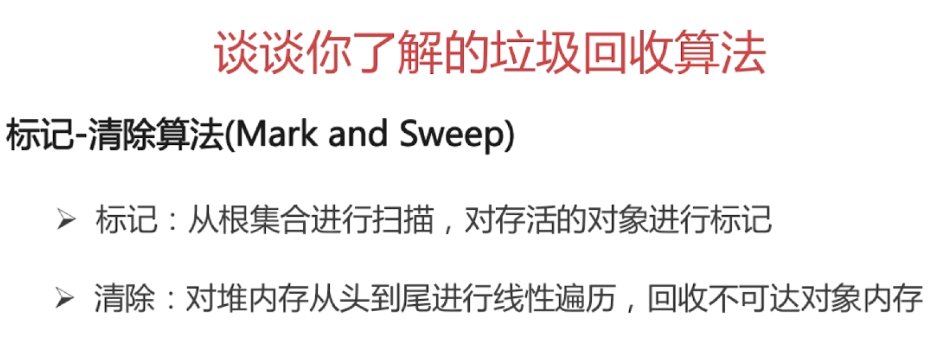 谈谈你了解的垃圾回收算法
标记-清除算法(Mark and Sweep)
➢ 标记：从根集合进行扫描，对存活的对象进行标记
➢ 清除：对堆内存从头到尾进行线性遍历，回收不可达对象内存